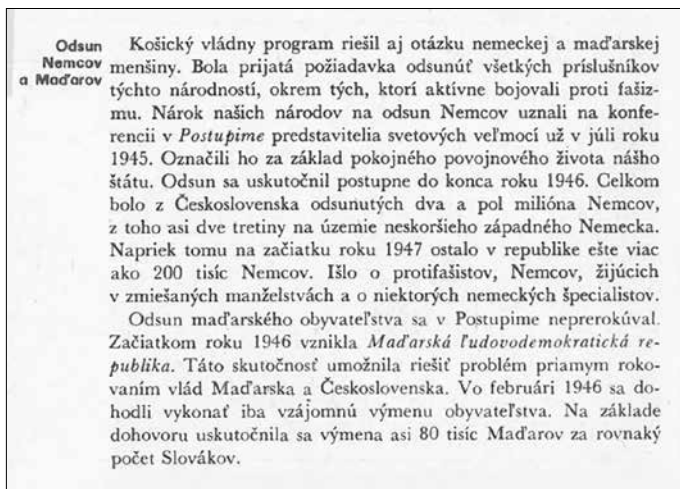 Odsun
Nemcov
a Maďarov
Košický vládny program riešil aj otázku nemeckej a maďarskej
menšiny. Bola prijatá požiadavka odsunúť všetkých príslušníkov
týchto národností, okrem tých, ktorí aktívne bojovali proti fašiz-
mu. Nárok našich národov na odsun Nemcov uznali na konfe-
rencii v Postupime predstavitelia svetových veľmocí už v júli roku
1945. Označili ho za základ pokojného povojnového života nášho
štátu. Odsun sa uskutočnil postupne do konca roku 1946. Celkom
bolo z Československa odsunutých dva a pol milióna Nemcov,
z toho asi dve tretiny na územie neskoršieho západného Nemecka.
Napriek tomu na začiatku roku 1947 ostalo v republike ešte viac
ako 200 tisíc Nemcov. Išlo o protifašistov, Nemcov, žijúcich
v zmiešaných manželstvách a o niektorých nemeckých špecialistov.
Odsun maďarského obyvateľstva sa v Postupime neprerokúval.
Začiatkom roku 1946 vznikla Maďarská ľudovodemokratická re-
publika. Táto skutočnosť umožnila riešiť problém priamym roko-
vaním vlád Maďarska a Československa. Vo februári 1946 sa do-
hodli vykonať iba vzájomnú výmenu obyvateľstva. Na základe
dohovoru uskutočnila sa výmena asi 80 tisíc Maďarov za rovnaký
počet Slovákov.